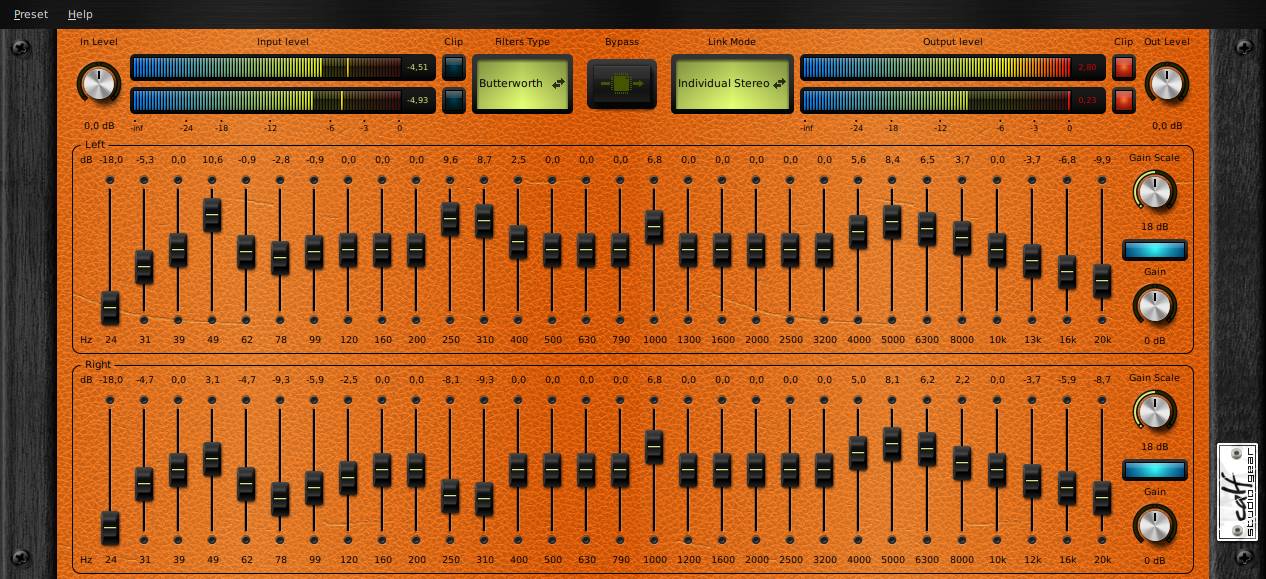 Preset Help
In Level Input level Clip Filters Type Bypass Link Mode Output level Clip Out Level
-4,51 Butterworth Individual Stereo 2,80
-4,93 0,23
0,0 dB -inf -24 -18 -12 -6 -3 0 -inf -24 -18 -12 -6 -3 0 0,0 dB
Left
dB -18,0 -5,3 0,0 10,6 -0,9 -2,8 -0,9 0,0 0,0 0,0 9,6 8,7 2,5 0,0 0,0 0,0 6,8 0,0 0,0 0,0 0,0 0,0 5,6 8,4 6,5 3,7 0,0 -3,7 -6,8 -9,9 Gain Scale
18 dB
Gain
Hz 24 31 39 49 62 78 99 120 160 200 250 310 400 500 630 790 1000 1300 1600 2000 2500 3200 4000 5000 6300 8000 10k 13k 16k 20k 0 dB
Right
dB -18,0 -4,7 0,0 3,1 -4,7 -9,3 -5,9 -2,5 0,0 0,0 -8,1 -9,3 0,0 0,0 0,0 0,0 6,8 0,0 0,0 0,0 0,0 0,0 5,0 8,1 6,2 2,2 0,0 -3,7 -5,9 -8,7 Gain Scale
18 dB
Gain
Hz 24 31 39 49 62 78 99 120 160 200 250 310 400 500 630 790 1000 1200 1600 2000 2500 3200 4000 5000 6300 8000 10k 12k 16k 20k 0 dB
calf
studio gear